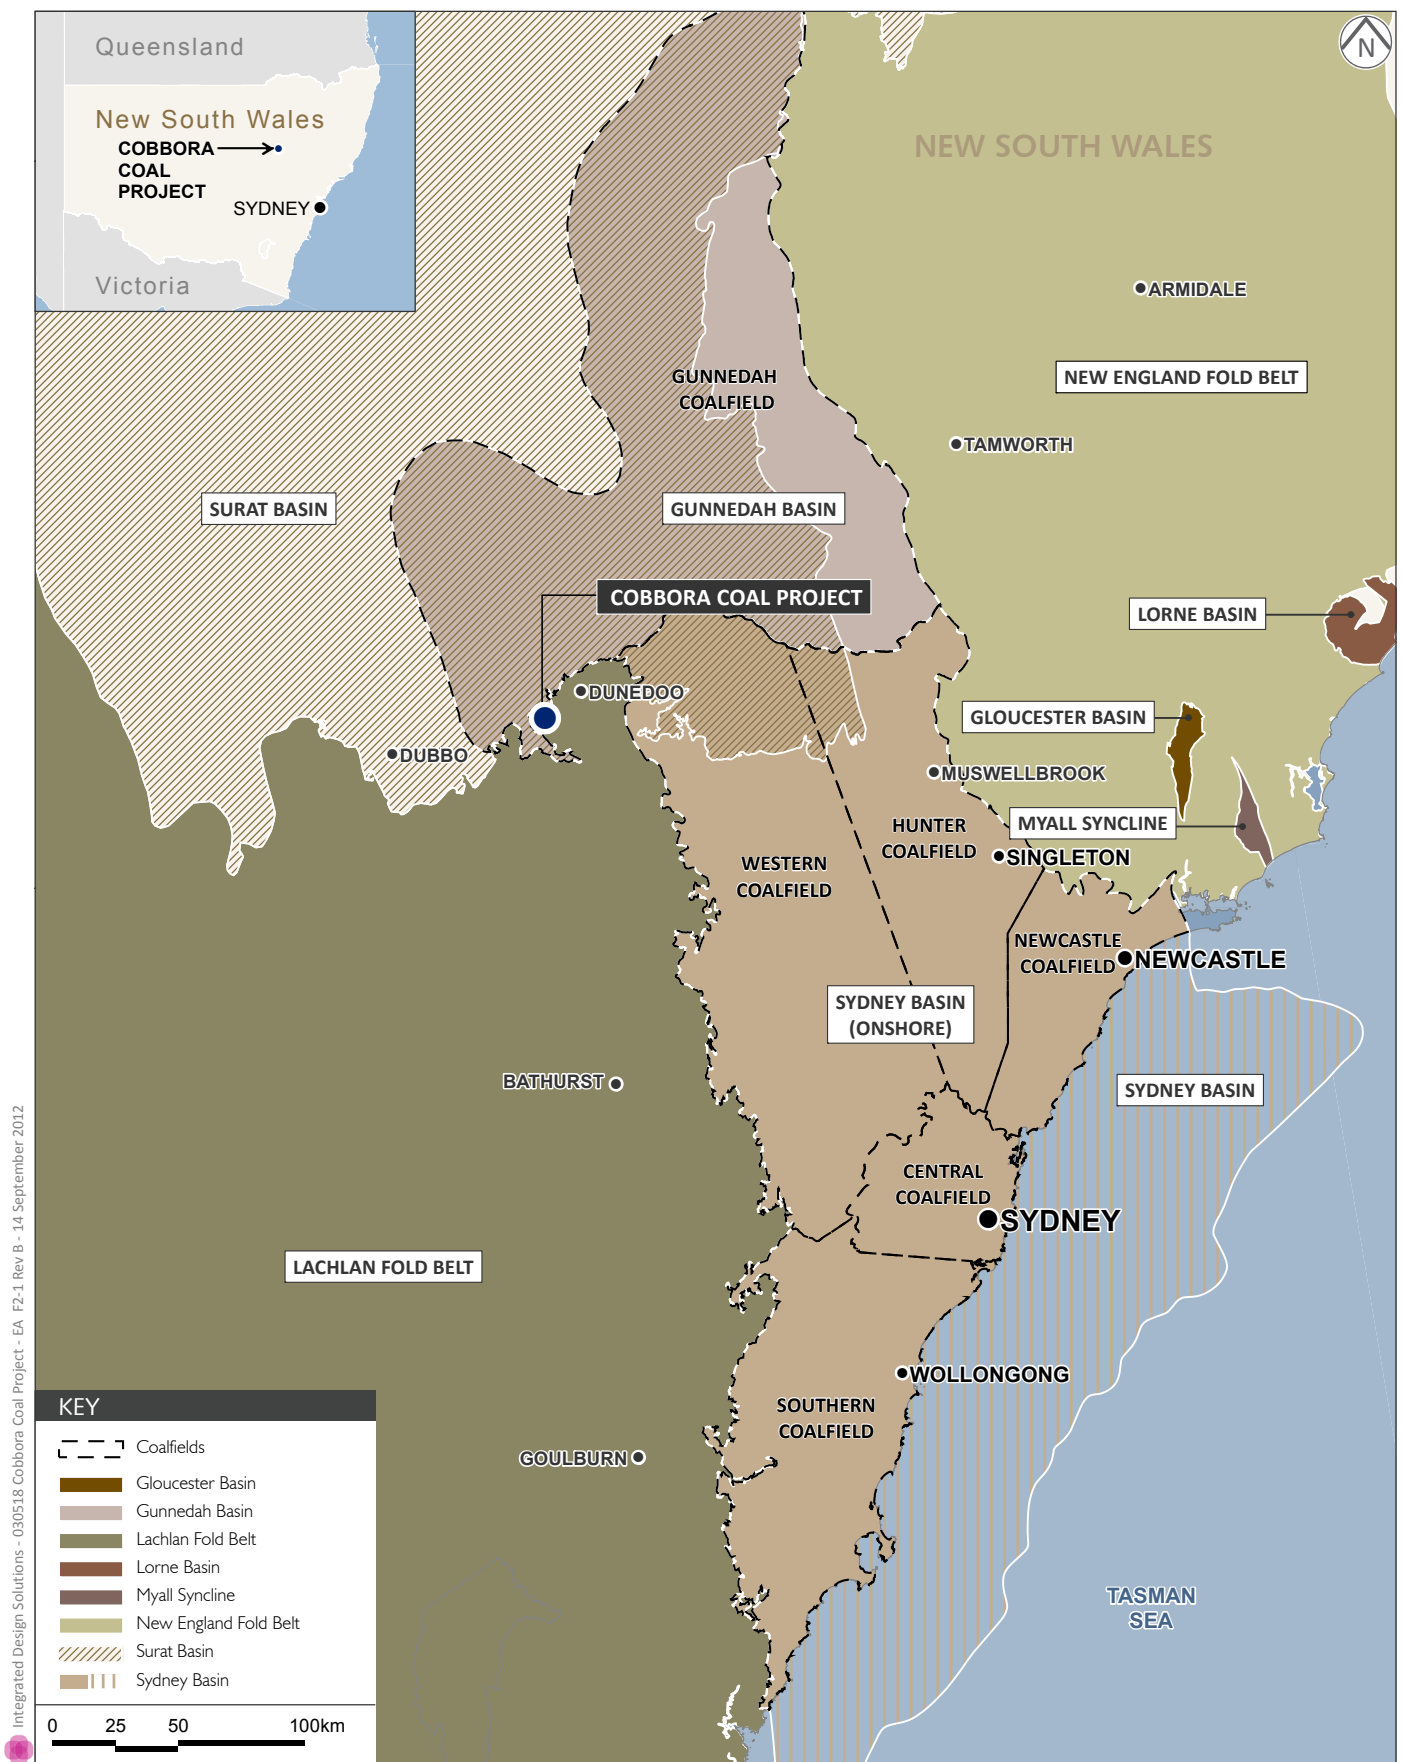 Queensland
New South Wales
COBBORA
COAL
PROJECT
SYDNEY
Victoria
N
NEW SOUTH WALES
ARMIDALE
NEW ENGLAND FOLD BELT
GUNNEDAH
COALFIELD
TAMWORTH
SURAT BASIN
GUNNEDAH BASIN
COBBORA COAL PROJECT
LORNE BASIN
DUNEDOO
GLOUCESTER BASIN
DUBBO
MUSWELLBROOK
MYALL SYNCLINE
HUNTER
COALFIELD
SINGLETON
WESTERN
COALFIELD
NEWCASTLE
COALFIELD
NEWCASTLE
SYDNEY BASIN
(ONSHORE)
BATHURST
SYDNEY BASIN
CENTRAL
COALFIELD
SYDNEY
LACHLAN FOLD BELT
WOLLONGONG
SOUTHERN
COALFIELD
GOULBURN
TASMAN
SEA
KEY
Coalfields
Gloucester Basin
Gunnedah Basin
Lachlan Fold Belt
Lorne Basin
Myall Syncline
New England Fold Belt
Surat Basin
Sydney Basin
0 25 50 100km
Integrated Design Solutions - 030518 Cobbora Coal Project - EA F2-1 Rev B - 14 September 2012